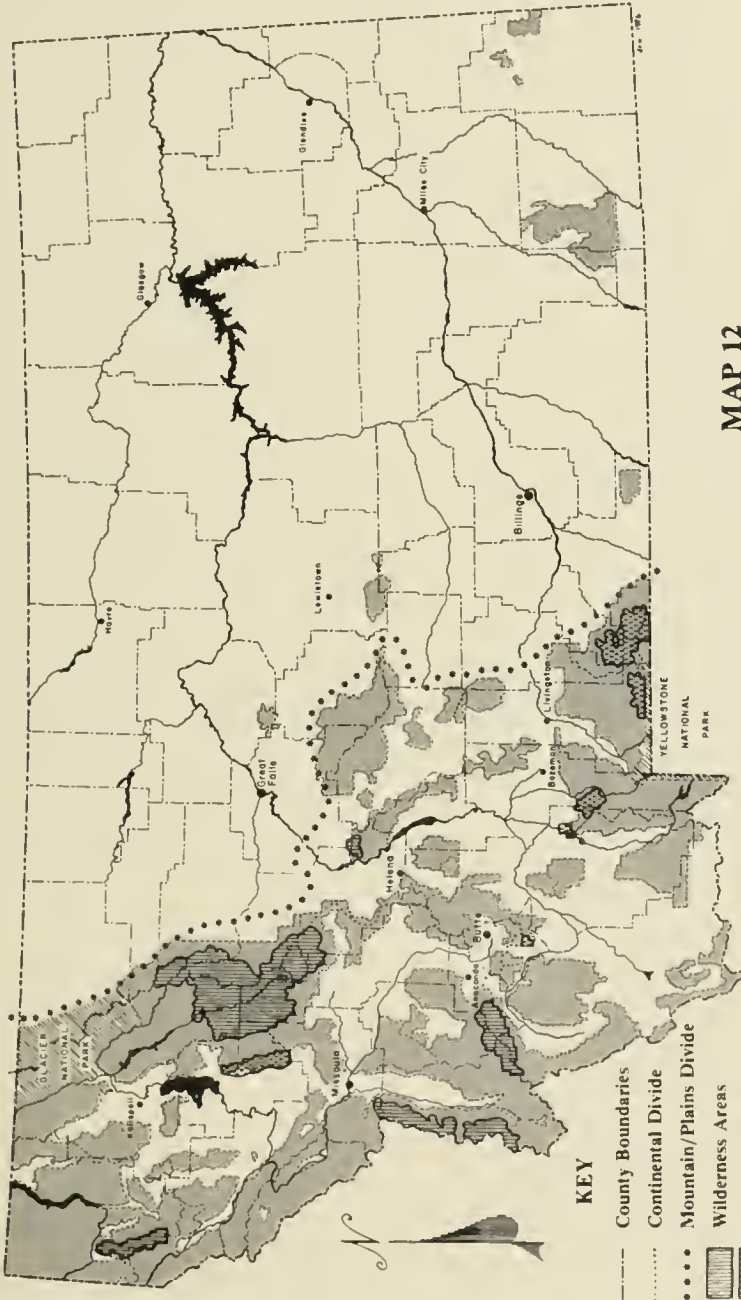 GLACIER
NATIONAL
PARK
Kalispell
Missoula
Havre
Great
Falls
Glasgow
Lewistown
Glendive
Miles City
Helena
Anaconda
Butte
Bozeman
Livingston
Billings
YELLOWSTONE
NATIONAL
PARK
N
KEY
County Boundaries
Continental Divide
Mountain/Plains Divide
Wilderness Areas
MAP 12